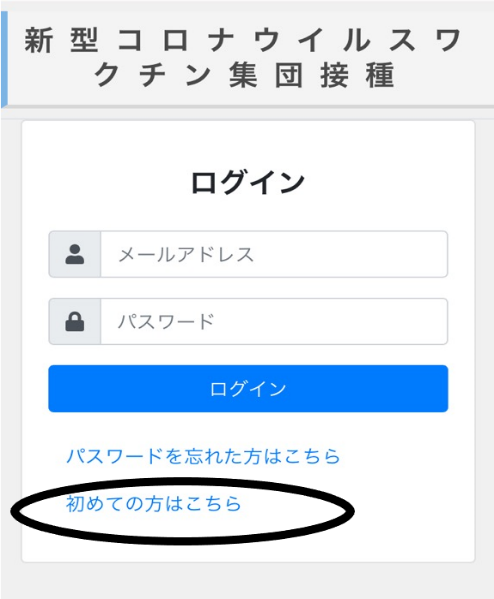 新型コロナウイルスワ
クチン集団接種
ログイン
メールアドレス
パスワード
ログイン
パスワードを忘れた方はこちら
初めての方はこちら